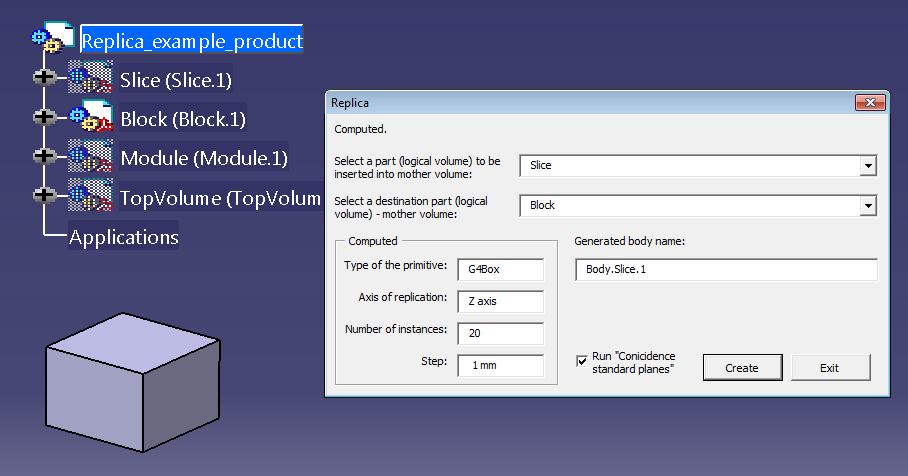 Replica_example_product
Slice (Slice.1)
Block (Block.1)
Module (Module.1)
TopVolume (TopVolum
Applications
Replica
Computed.
Select a part (logical volume) to be
inserted into mother volume:
Slice
Select a destination part (logical
volume) - mother volume:
Block
Computed
Type of the primitive:
G4Box
Axis of replication:
Z axis
Number of instances:
20
Step:
1 mm
Generated body name:
Body.Slice.1
Run "Conicidence
standard planes"
Create
Exit